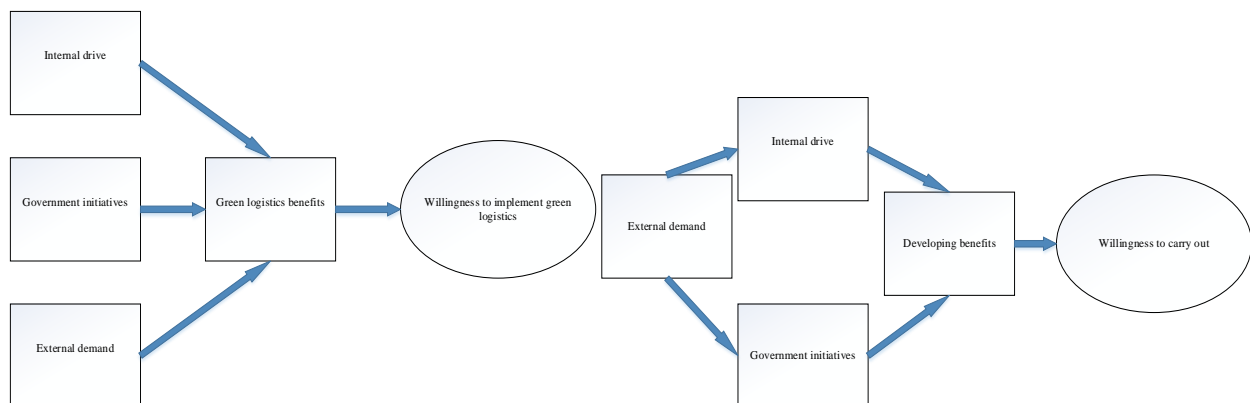 Internal drive
Government initiatives
External demand
Green logistics benefits
Willingness to implement green
logistics
External demand
Internal drive
Government initiatives
Developing benefits
Willingness to carry out